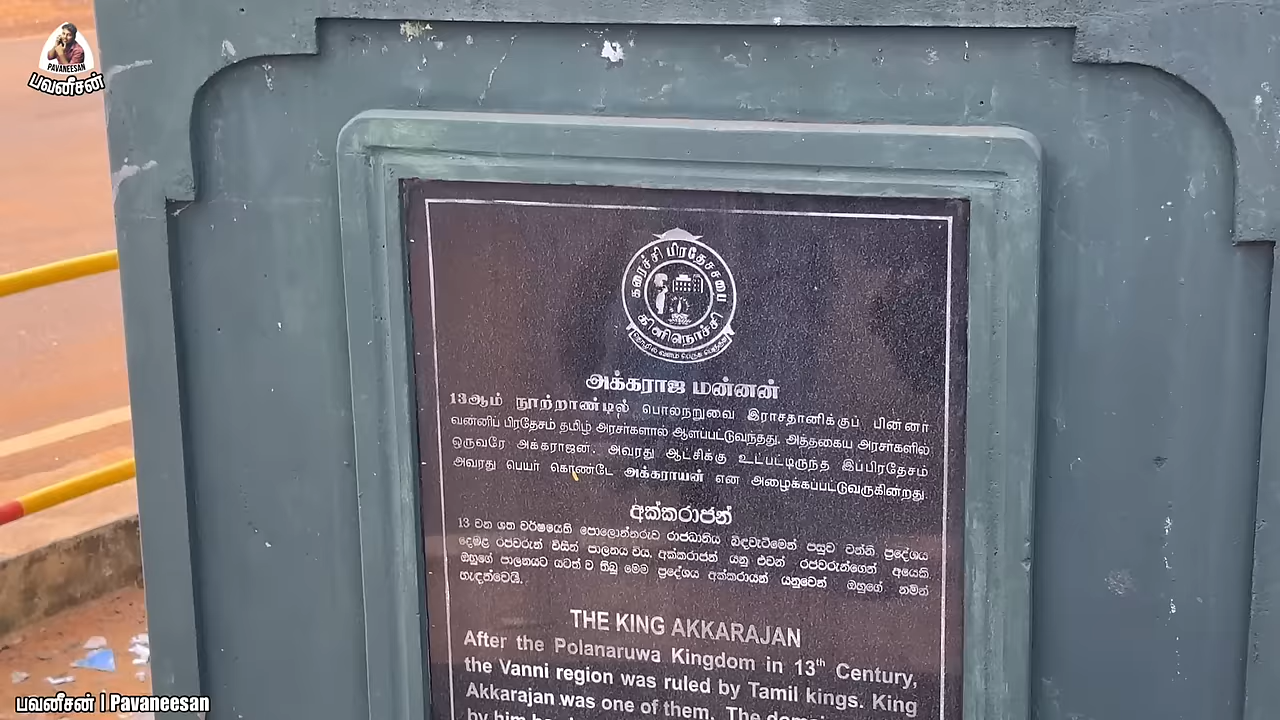 PAVANEESAN
பவனீசன்
கரைச்சி பிரதேசபை
கிளிநொச்சி
அக்கராஜ மன்னன்
13ஆம் நூற்றாண்டில் பொலநறுவை இராசதானிக்குப் பின்னர்
வன்னிப் பிரதேசம் தமிழ் அரசர்களால் ஆளப்பட்டுவந்தது. அத்தகைய அரசர்களில்
ஒருவரே அக்கராஜன். அவரது ஆட்சிக்கு உட்பட்டிருந்த இப்பிரதேசம்
அவரது பெயர் கொண்டே அக்கராயன் என அழைக்கப்பட்டுவருகின்றது.
අක්කරාජන්
13 වන ශත වර්ෂයෙහි පොලොන්නරුව රාජධානිය බිඳවැටීමෙන් පසුව වන්නි ප්‍රදේශය
දෙමළ රජවරුන් විසින් පාලනය විය. අක්කරාජන් යනු එවන් රජවරුන්ගෙන් අයෙකි.
ඔහුගේ පාලනයට යටත් ව තිබූ මෙම ප්‍රදේශය අක්කරායන් යනුවෙන් ඔහුගේ නමින්
හැඳින්වෙයි.
THE KING AKKARAJAN
After the Polanaruwa Kingdom in 13th Century,
the Vanni region was ruled by Tamil kings. King
Akkarajan was one of them. The
by him
பவனீசன் | Pavaneesan